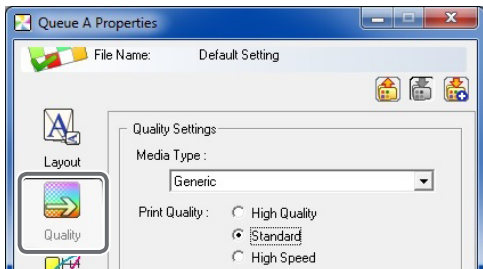 Queue A Properties
File Name: Default Setting
Layout
Quality
Quality Settings
Media Type :
Generic
Print Quality : High Quality
Standard
High Speed